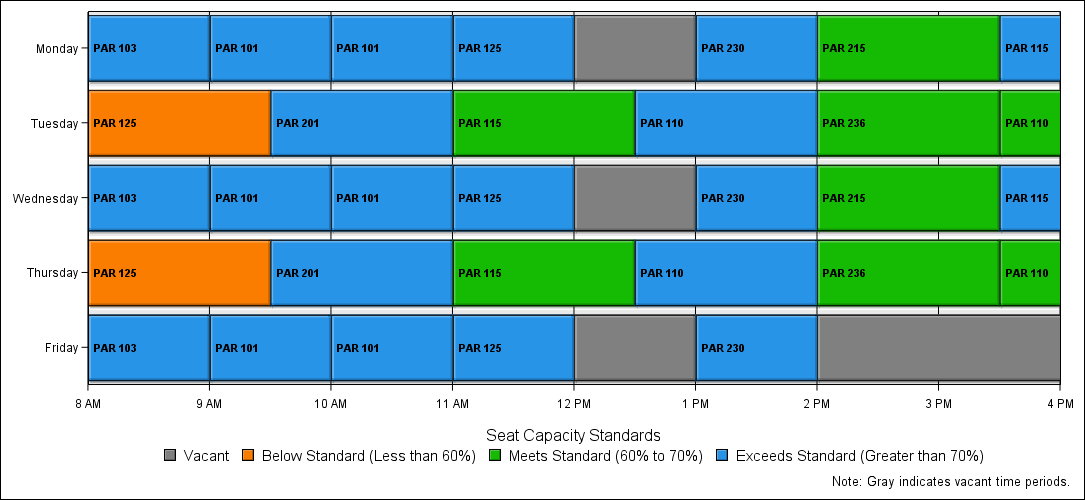 Monday PAR 103 PAR 101 PAR 101 PAR 125 PAR 230 PAR 215 PAR 115
Tuesday PAR 125 PAR 201 PAR 115 PAR 110 PAR 236 PAR 110
Wednesday PAR 103 PAR 101 PAR 101 PAR 125 PAR 230 PAR 215 PAR 115
Thursday PAR 125 PAR 201 PAR 115 PAR 110 PAR 236 PAR 110
Friday PAR 103 PAR 101 PAR 101 PAR 125 PAR 230
8 AM 9 AM 10 AM 11 AM 12 PM 1 PM 2 PM 3 PM 4 PM
Seat Capacity Standards
Vacant Below Standard (Less than 60%) Meets Standard (60% to 70%) Exceeds Standard (Greater than 70%)
Note: Gray indicates vacant time periods.